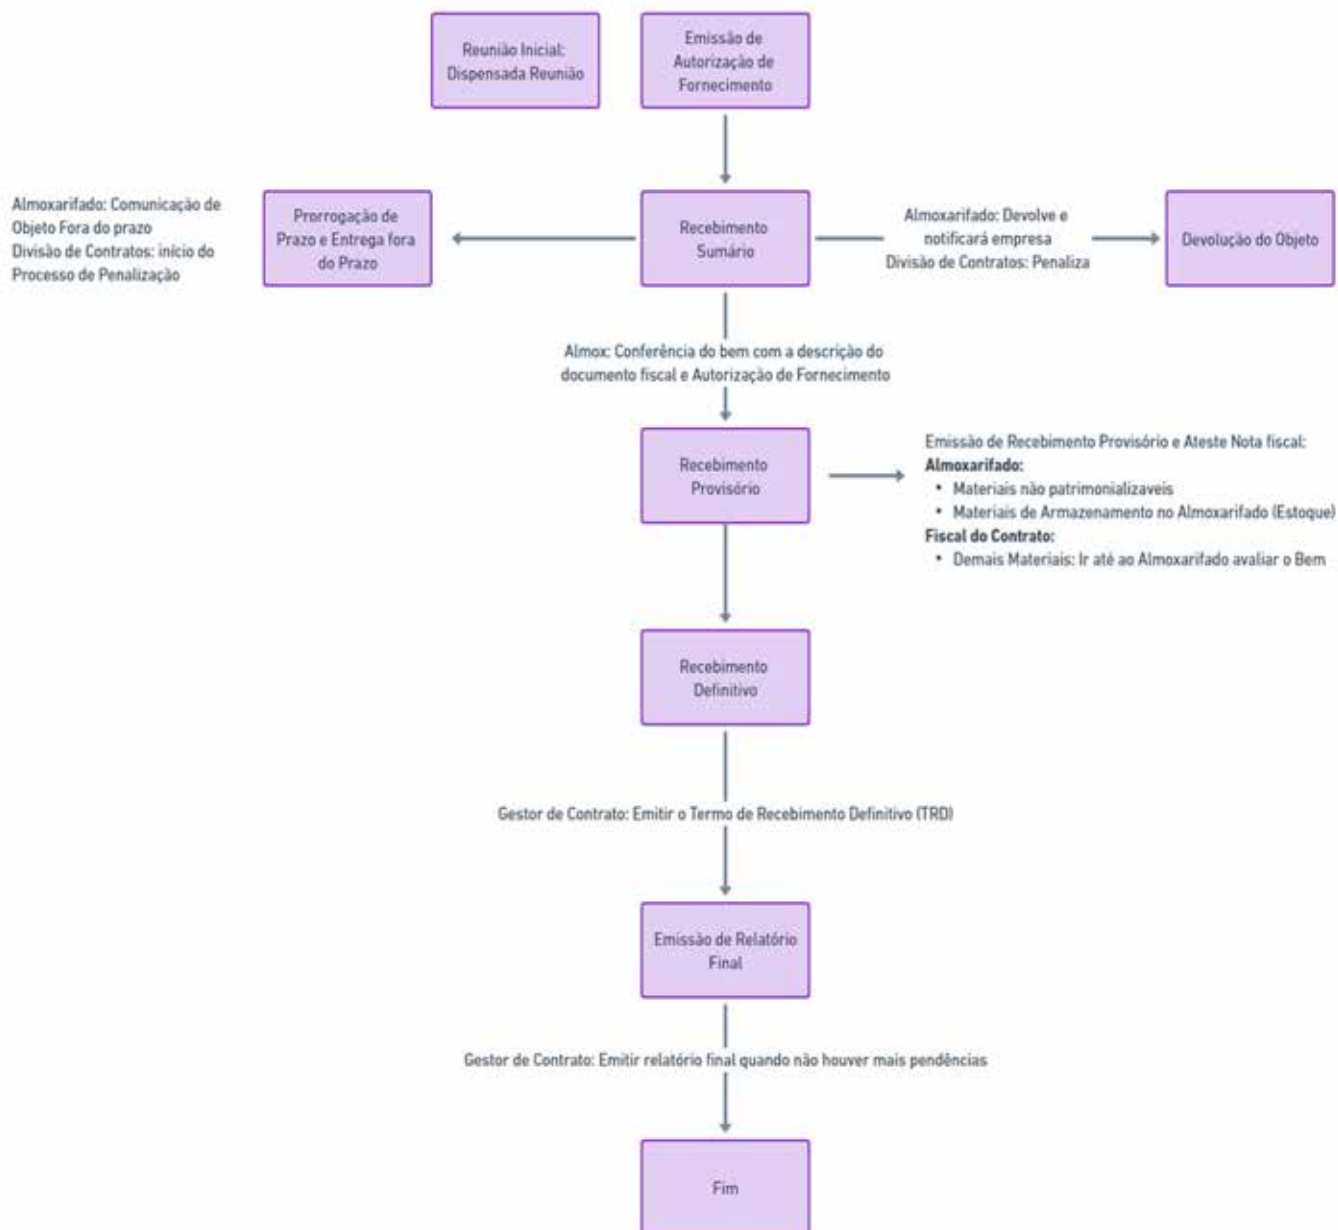 Reunião Inicial:
Dispensada Reunião
Emissão de
Autorização de
Fornecimento
Almoxarifado: Comunicação de
Objeto Fora do prazo
Divisão de Contratos: início do
Processo de Penalização
Prorrogação de
Prazo e Entrega fora
do Prazo
Recebimento
Sumário
Almoxarifado: Devolve e
notificará empresa
Divisão de Contratos: Penaliza
Devolução do Objeto
Almox: Conferência do bem com a descrição do
documento fiscal e Autorização de Fornecimento
Recebimento
Provisório
Emissão de Recebimento Provisório e Ateste Nota fiscal:
Almoxarifado:
• Materiais não patrimonializaveis
• Materiais de Armazenamento no Almoxarifado (Estoque)
Fiscal do Contrato:
• Demais Materiais: Ir até ao Almoxarifado avaliar o Bem
Recebimento
Definitivo
Gestor de Contrato: Emitir o Termo de Recebimento Definitivo (TRD)
Emissão de Relatório
Final
Gestor de Contrato: Emitir relatório final quando não houver mais pendências
Fim